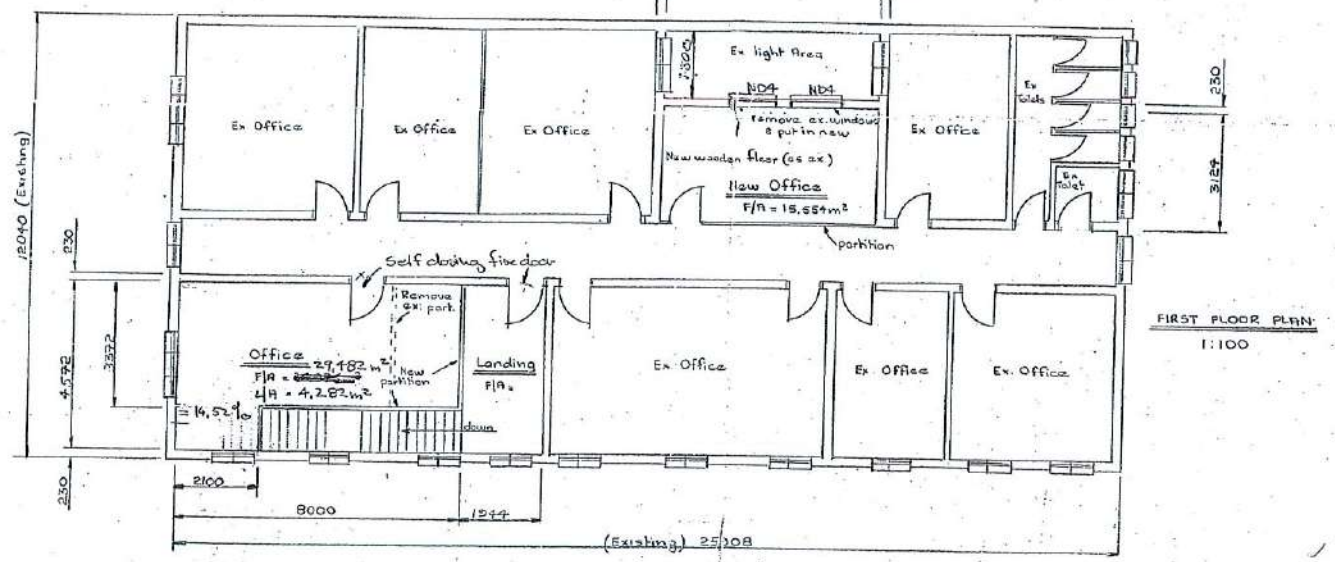 Ex Office
Ex Office
Ex Office
Ex light Area
1800
ND4
ND4
remove ex. windows
& put in new
New wooden floor (as ex)
New Office
F/A = 15,554m²
Ex Office
Ex
Toilets
Ex
Toilet
230
3124
12040 (Existing)
230
4572
3372
230
Self closing fire door
partition
Remove
ex. part.
Office
29,482 m²
F/A =
L/A = 4,282m²
= 14,52%
New
partition
Landing
F/A =
down
Ex. Office
Ex. Office
Ex. Office
FIRST FLOOR PLAN
1:100
2100
8000
1244
(Existing) 25208